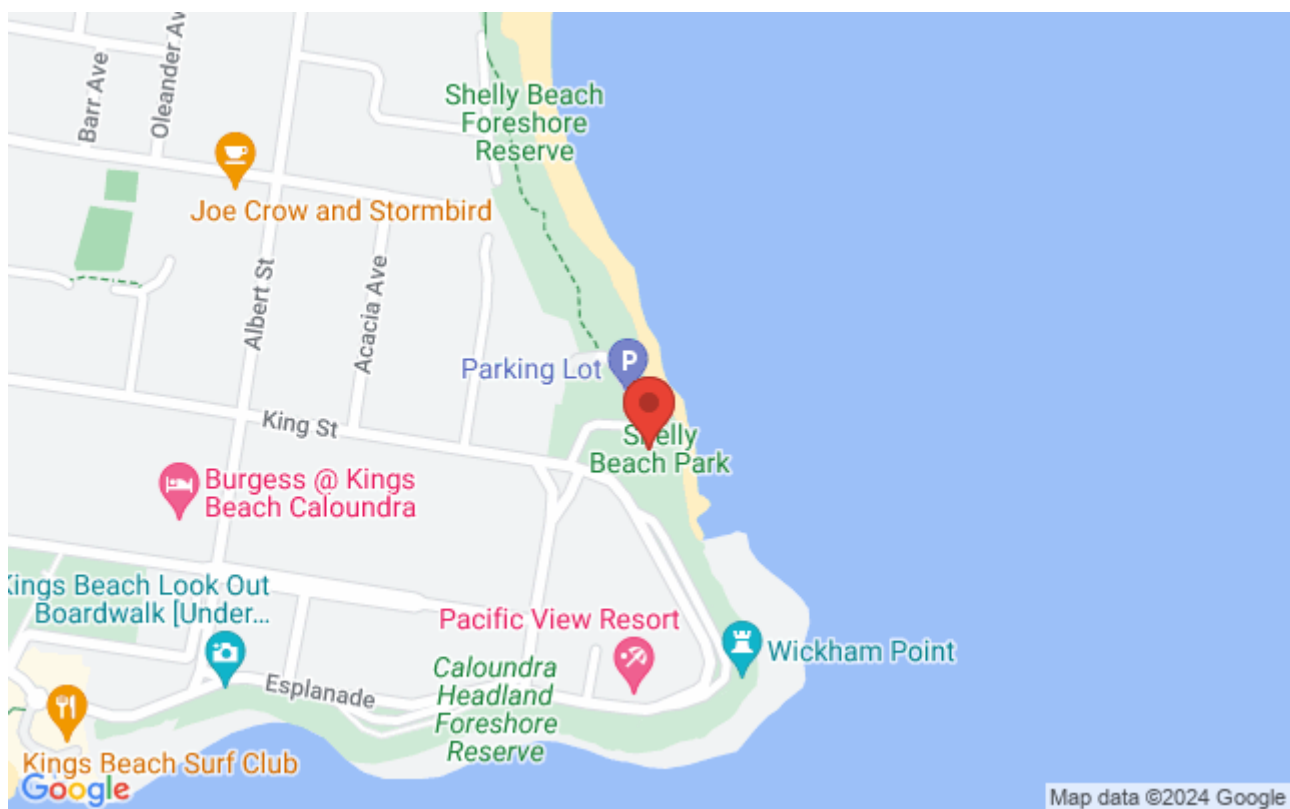 Barr Ave
Oleander Av
Shelly Beach
Foreshore
Reserve
Joe Crow and Stormbird
Albert St
Acacia Ave
Parking Lot
P
King St
Shelly
Beach Park
Burgess @ Kings
Beach Caloundra
Kings Beach Look Out
Boardwalk [Under...
Pacific View Resort
Wickham Point
Caloundra
Headland
Foreshore
Reserve
Esplanade
Kings Beach Surf Club
Google
Map data ©2024 Google